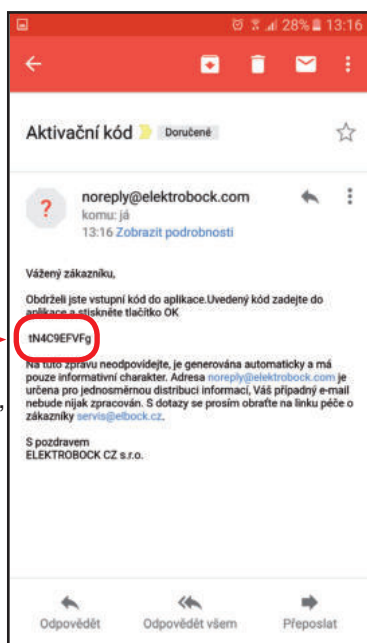 28% 13:16
Aktivační kód Doručené
?
noreply@elektrobock.com
komu: já
13:16 Zobrazit podrobnosti
Vážený zákazníku,
Obdrželi jste vstupní kód do aplikace.Uvedený kód zadejte do
aplikace a stiskněte tlačítko OK
tN4C9EFVFg
Na tuto zprávu neodpovídejte, je generována automaticky a má
pouze informativní charakter. Adresa noreply@elektrobock.com je
určena pro jednosměrnou distribuci informací, Váš případný e-mail
nebude nijak zpracován. S dotazy se prosím obraťte na linku péče o
zákazníky servis@elbock.cz.
S pozdravem
ELEKTROBOCK CZ s.r.o.
Odpovědět Odpovědět všem Přeposlat